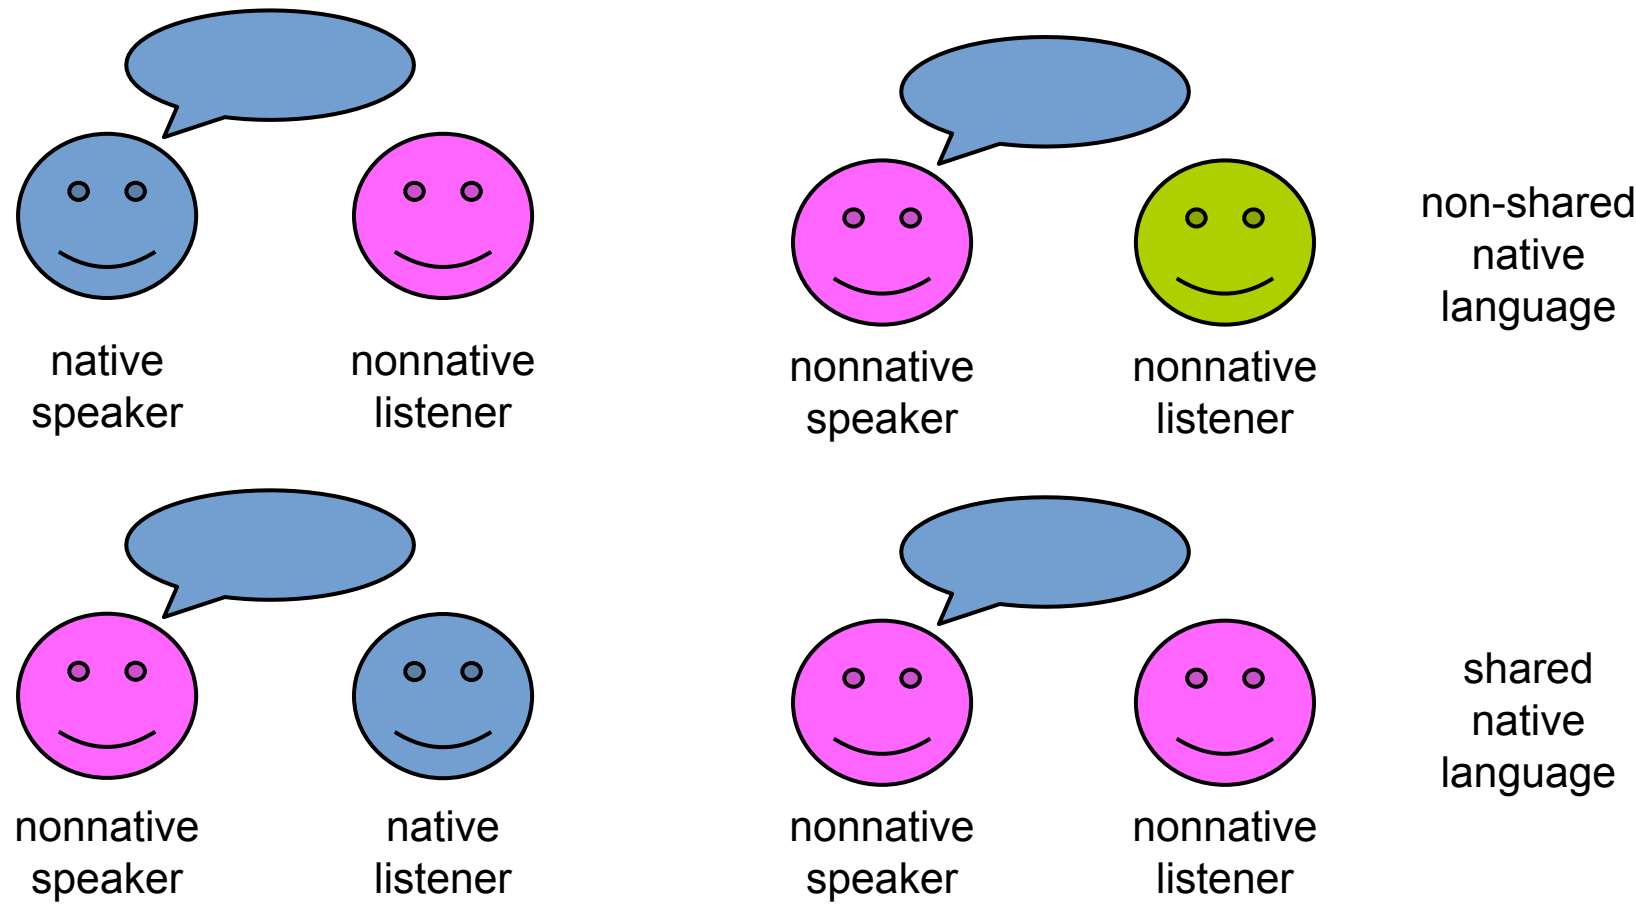 non-shared
native
language
native
speaker
nonnative
listener
nonnative
speaker
nonnative
listener
shared
native
language
nonnative
speaker
native
listener
nonnative
speaker
nonnative
listener